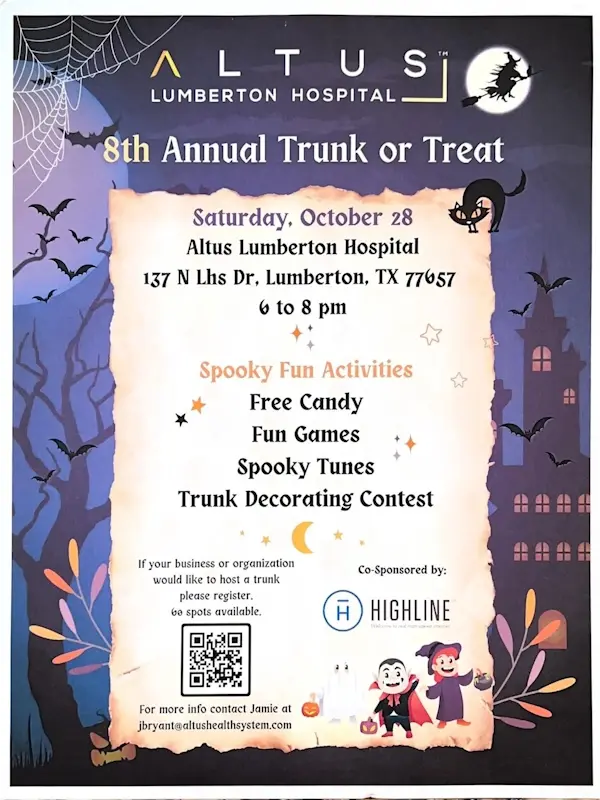 ALTUS™
LUMBERTON HOSPITAL
8th Annual Trunk or Treat
Saturday, October 28
Altus Lumberton Hospital
137 N Lhs Dr, Lumberton, TX 77657
6 to 8 pm
Spooky Fun Activities
Free Candy
Fun Games
Spooky Tunes
Trunk Decorating Contest
If your business or organization
would like to host a trunk
please register.
60 spots available.
For more info contact Jamie at
jbryant@altushealthsystem.com
Co-Sponsored by:
H HIGHLINE